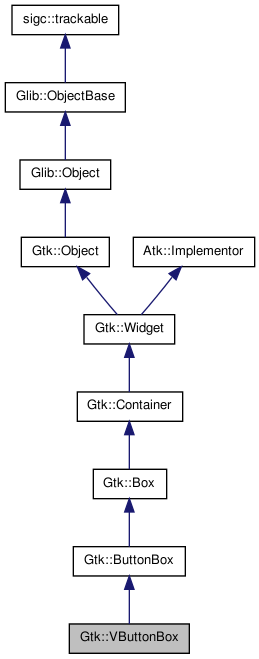 sigc::trackable
Glib::ObjectBase
Glib::Object
Gtk::Object
Atk::Implementor
Gtk::Widget
Gtk::Container
Gtk::Box
Gtk::ButtonBox
Gtk::VButtonBox